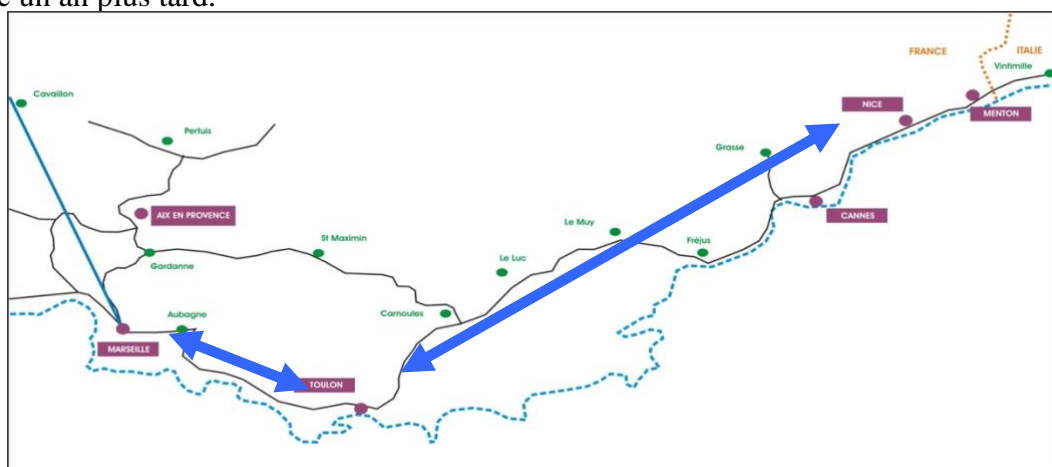 e un an plus tard.
FRANCE
ITALIE
Vintimille
Cavaillon
NICE
MENTON
Pertuis
Grasse
AIX EN PROVENCE
CANNES
Le Muy
St Maximin
Fréjus
Gardanne
Le Luc
Aubagne
Carnoules
MARSEILLE
TOULON